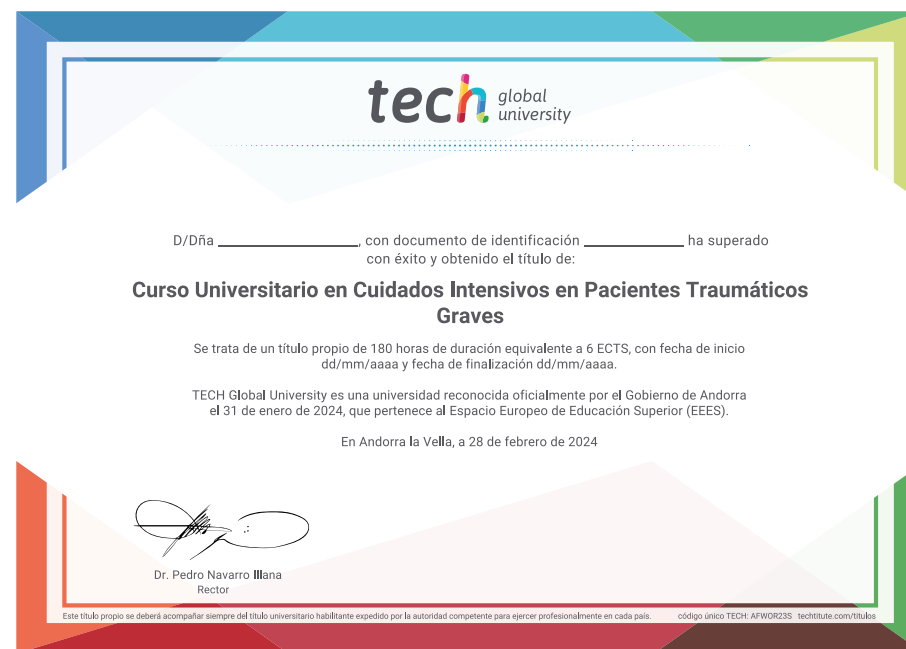 tech global university
D/Dña ____________________, con documento de identificación ______________ ha superado
con éxito y obtenido el título de:
Curso Universitario en Cuidados Intensivos en Pacientes Traumáticos
Graves
Se trata de un título propio de 180 horas de duración equivalente a 6 ECTS, con fecha de inicio
dd/mm/aaaa y fecha de finalización dd/mm/aaaa.
TECH Global University es una universidad reconocida oficialmente por el Gobierno de Andorra
el 31 de enero de 2024, que pertenece al Espacio Europeo de Educación Superior (EEES).
En Andorra la Vella, a 28 de febrero de 2024
Dr. Pedro Navarro Illana
Rector
Este título propio se deberá acompañar siempre del título universitario habilitante expedido por la autoridad competente para ejercer profesionalmente en cada país. código único TECH: AFWOR23S techtitute.com/titulos